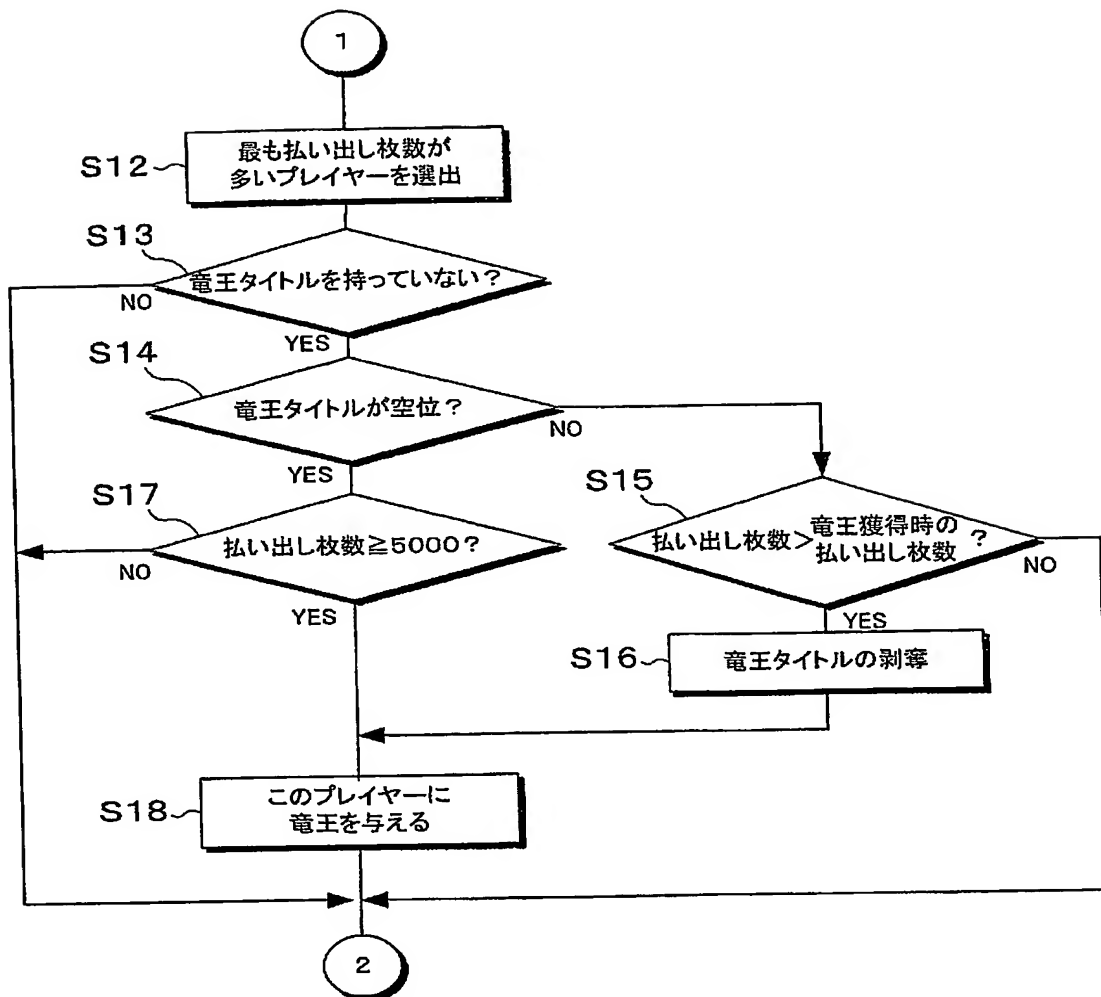 1
S12
最も払い出し枚数が
多いプレイヤーを選出
S13
竜王タイトルを持っていない？
NO
YES
S14
竜王タイトルが空位？
NO
YES
S17
払い出し枚数≧5000？
NO
YES
S15
払い出し枚数＞竜王獲得時の
払い出し枚数？
NO
YES
S16
竜王タイトルの剥奪
S18
このプレイヤーに
竜王を与える
2